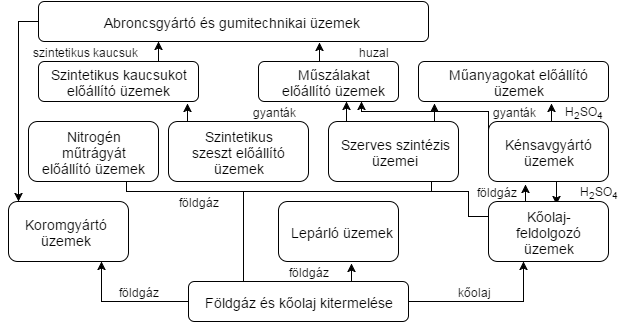 Abroncsgyártó és gumitechnikai üzemek
szintetikus kaucsuk
huzal
Szintetikus kaucsukot
előállító üzemek
Műszálakat
előállító üzemek
Műanyagokat előállító
üzemek
gyanták
gyanták
H₂SO₄
Nitrogén
műtrágyát
előállító üzemek
Szintetikus
szeszt előállító
üzemek
Szerves szintézis
üzemei
Kénsavgyártó
üzemek
földgáz
földgáz
H₂SO₄
Koromgyártó
üzemek
Lepárló üzemek
Kőolaj-
feldolgozó
üzemek
földgáz
földgáz
kőolaj
Földgáz és kőolaj kitermelése